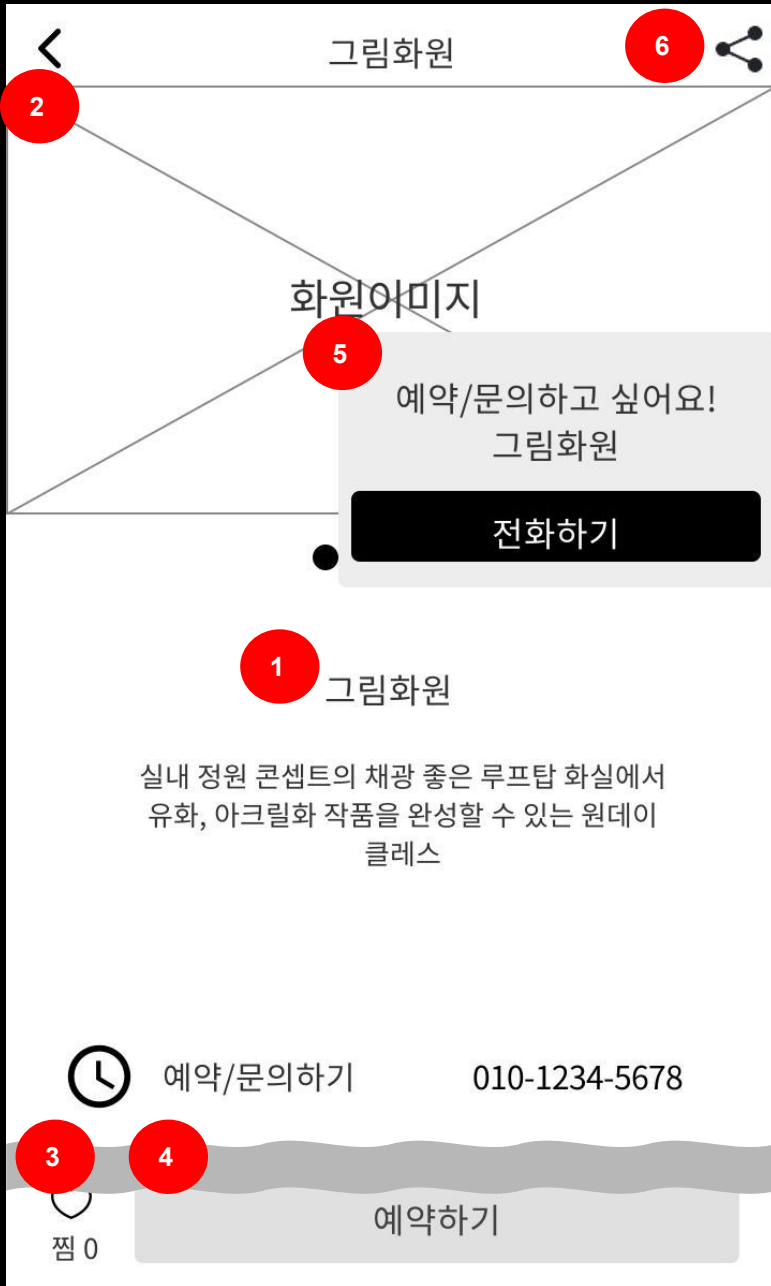 그림화원
6
2
화원이미지
5
예약/문의하고 싶어요!
그림화원
전화하기
1
그림화원
실내 정원 콘셉트의 채광 좋은 루프탑 화실에서
유화, 아크릴화 작품을 완성할 수 있는 원데이
클레스
예약/문의하기
010-1234-5678
3
4
찜 0
예약하기